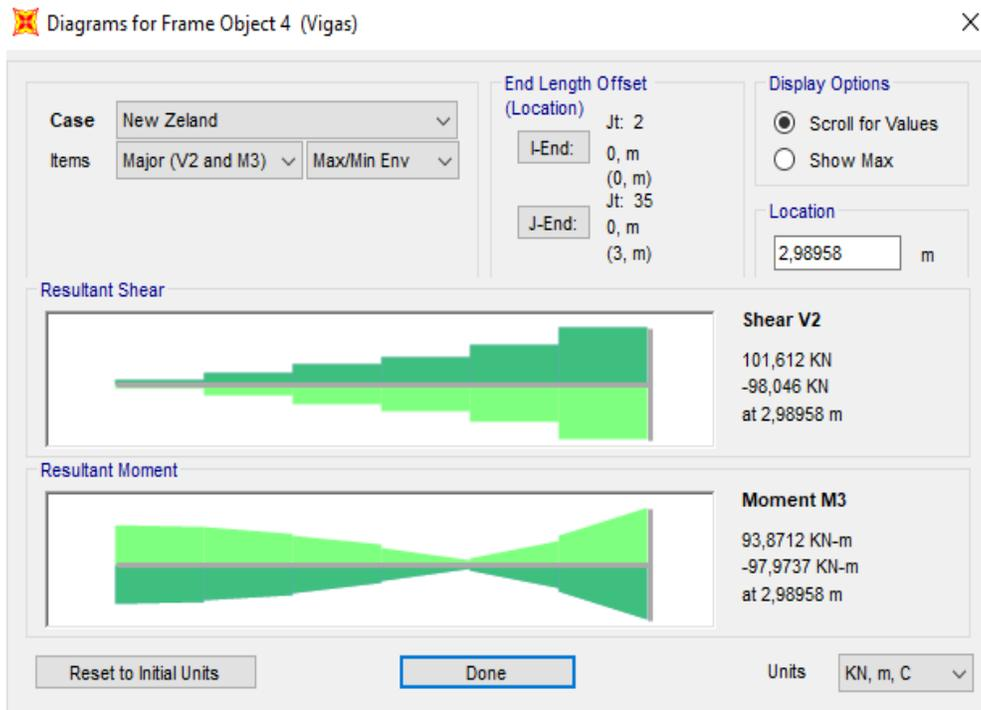 Diagrams for Frame Object 4 (Vigas)
Case New Zeland
Items Major (V2 and M3) Max/Min Env
End Length Offset
(Location)
Jt: 2
I-End: 0, m
(0, m)
Jt: 35
J-End: 0, m
(3, m)
Display Options
Scroll for Values
Show Max
Location
2,98958 m
Resultant Shear
Shear V2
101,612 KN
-98,046 KN
at 2,98958 m
Resultant Moment
Moment M3
93,8712 KN-m
-97,9737 KN-m
at 2,98958 m
Reset to Initial Units Done Units KN, m, C